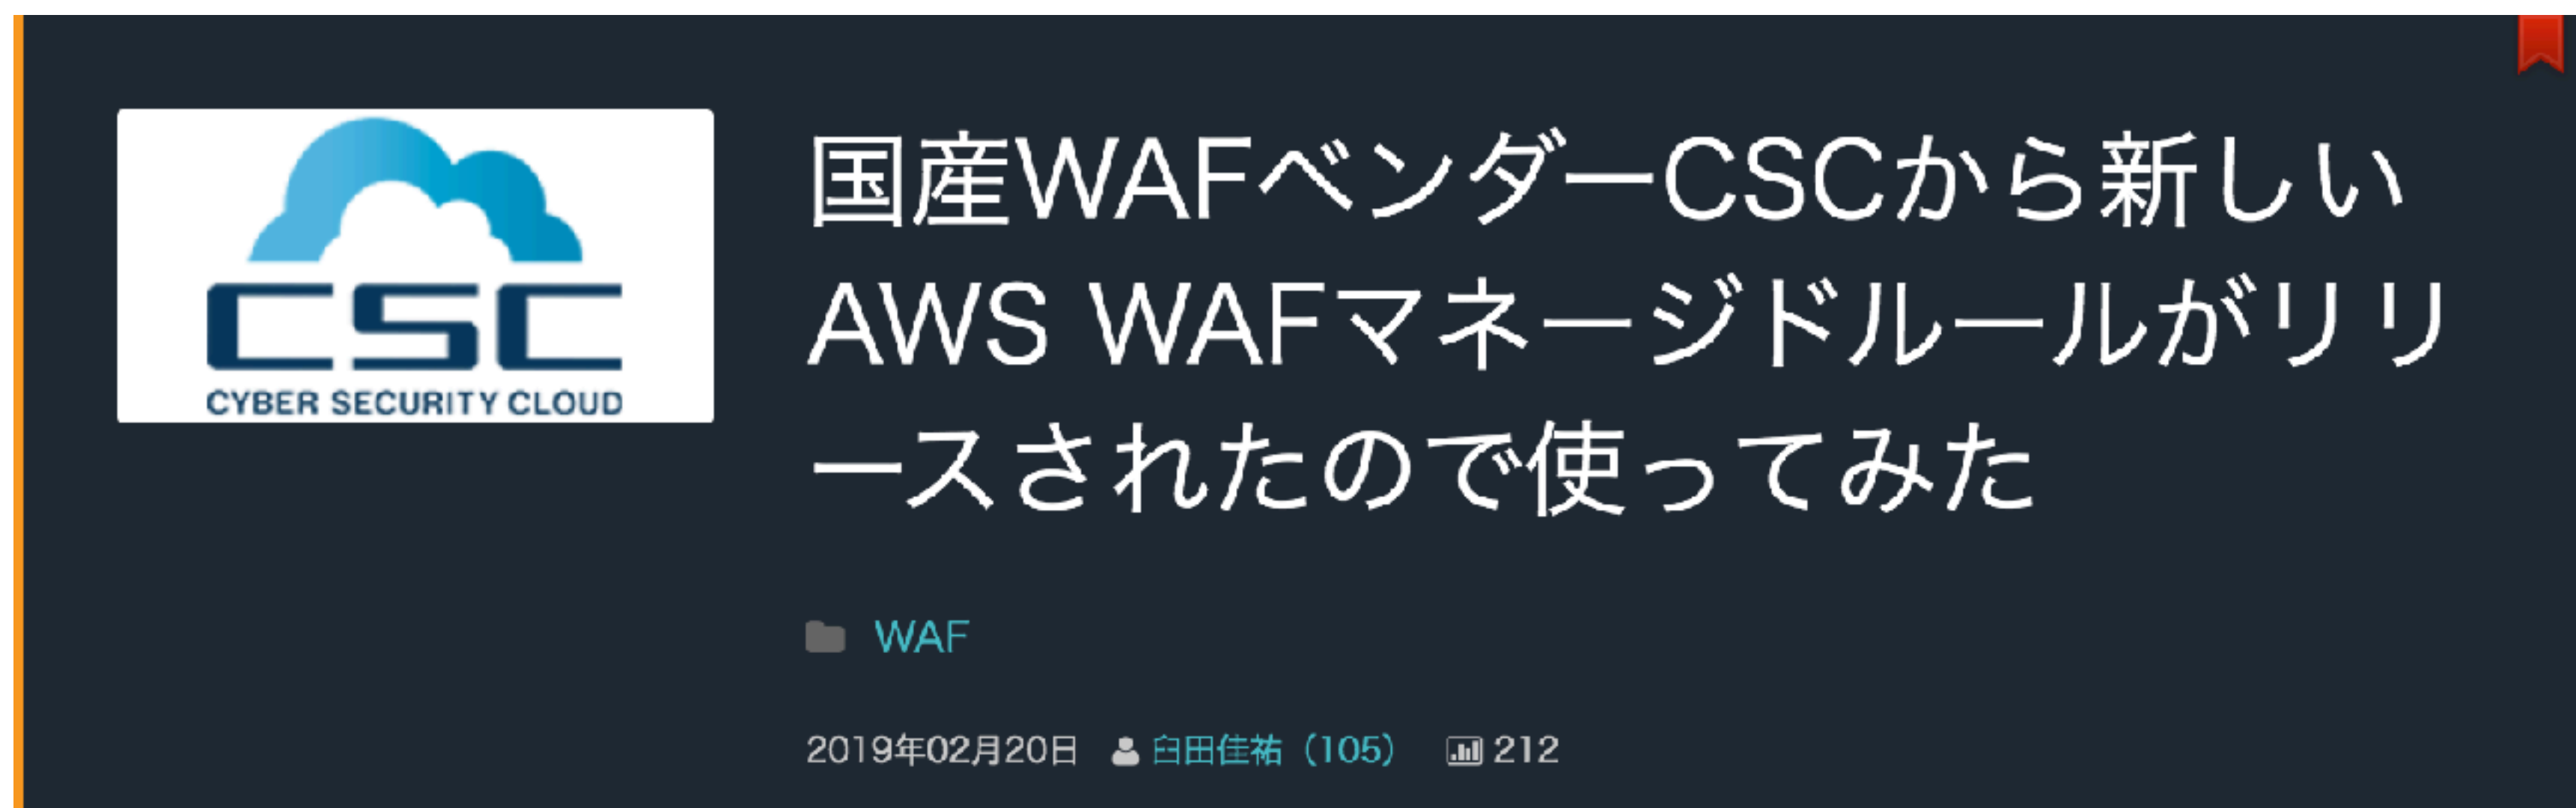 CSC
CYBER SECURITY CLOUD
国産WAFベンダーCSCから新しい
AWS WAFマネージドルールがリリ
ースされたので使ってみた
WAF
2019年02月20日 臼田佳祐（105） 212